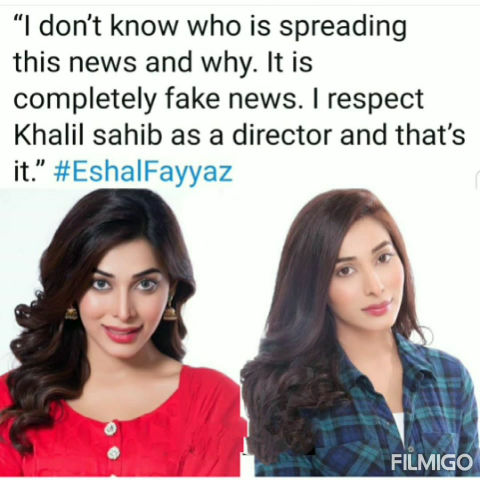 “I don’t know who is spreading
this news and why. It is
completely fake news. I respect
Khalil sahib as a director and that’s
it.” #EshalFayyaz
FILMIGO